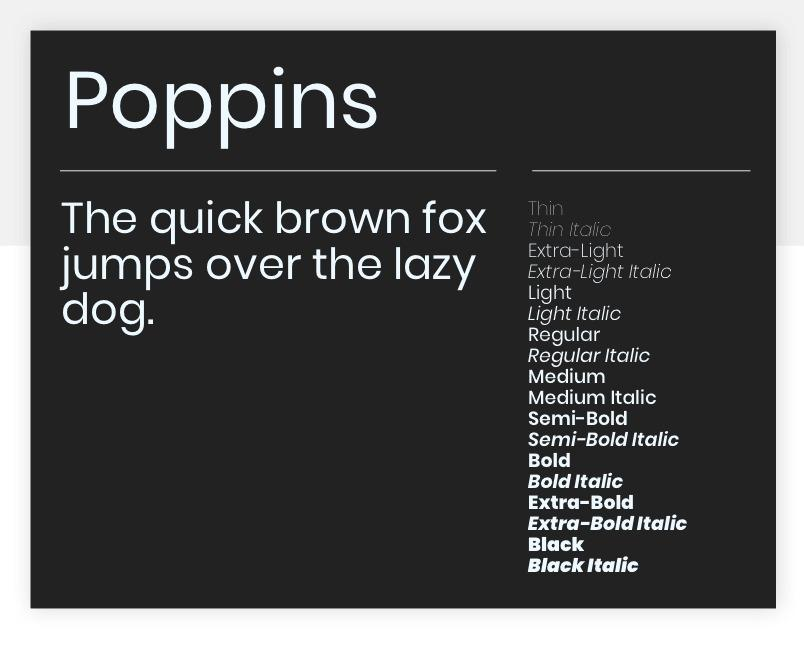 Poppins
The quick brown fox
jumps over the lazy
dog.
Thin
Thin Italic
Extra-Light
Extra-Light Italic
Light
Light Italic
Regular
Regular Italic
Medium
Medium Italic
Semi-Bold
Semi-Bold Italic
Bold
Bold Italic
Extra-Bold
Extra-Bold Italic
Black
Black Italic